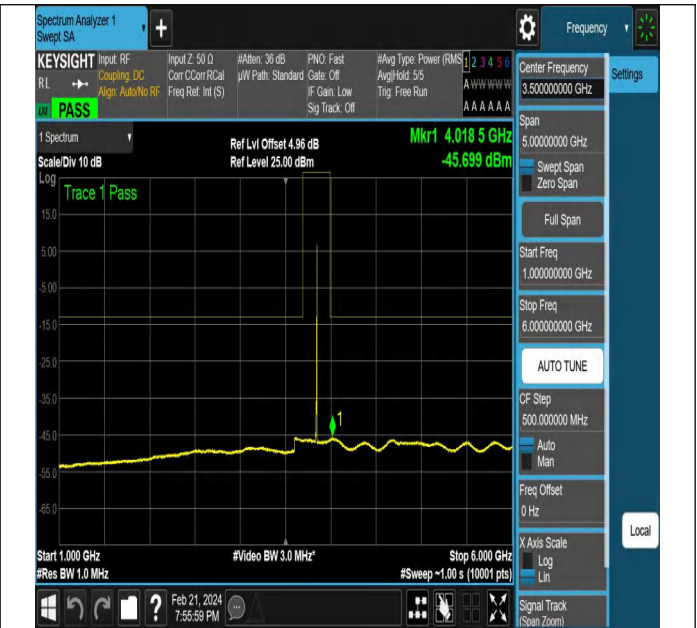 Spectrum Analyzer 1
Swept SA
Frequency
KEYSIGHT Input: RF Input Z: 50 Ω #Atten: 36 dB PNO: Fast #Avg Type: Power (RMS 1 2 3 4 5 6
RL Coupling: DC Corr CCorr RCal µW Path: Standard Gate: Off Avg|Hold: 5/5 A W W W W W
Align: Auto/No RF Freq Ref: Int (S) IF Gain: Low Trig: Free Run
Sig Track: Off A A A A A A
PASS
1 Spectrum
Ref Lvl Offset 4.96 dB
Mkr1 4.018 5 GHz
Scale/Div 10 dB
Ref Level 25.00 dBm
-45.699 dBm
Log
Trace 1 Pass
15.0
5.00
-5.00
-15.0
-25.0
-35.0
-45.0
-55.0
-65.0
1
Start 1.000 GHz
#Video BW 3.0 MHz*
Stop 6.000 GHz
#Res BW 1.0 MHz
#Sweep ~1.00 s (10001 pts)
Feb 21, 2024
7:55:59 PM
?
Center Frequency
3.500000000 GHz
Settings
Span
5.00000000 GHz
Swept Span
Zero Span
Full Span
Start Freq
1.000000000 GHz
Stop Freq
6.000000000 GHz
AUTO TUNE
CF Step
500.000000 MHz
Auto
Man
Freq Offset
0 Hz
Local
X Axis Scale
Log
Lin
Signal Track
(Span Zoom)